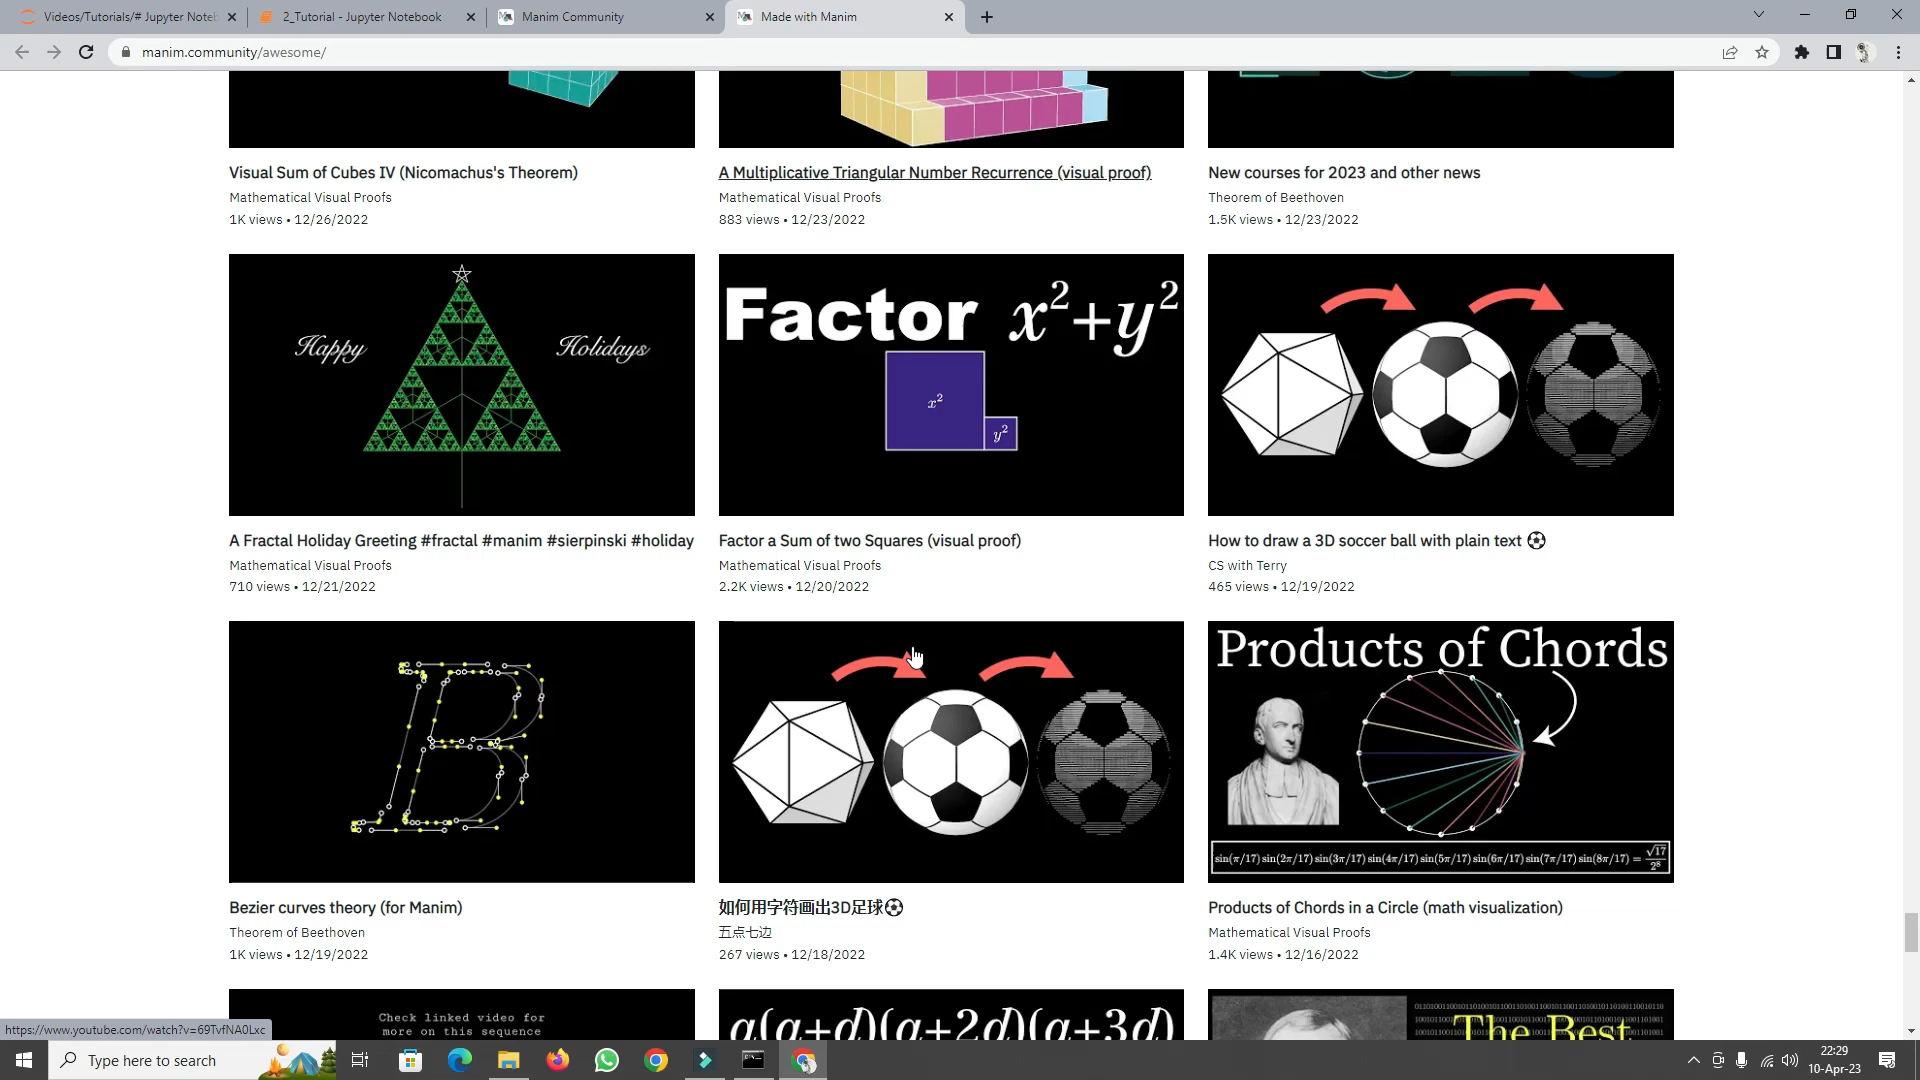 Videos/Tutorials/# Jupyter Noteb
2_Tutorial - Jupyter Notebook
Manim Community
Made with Manim
manim.community/awesome/
Visual Sum of Cubes IV (Nicomachus's Theorem)
Mathematical Visual Proofs
1K views • 12/26/2022
A Multiplicative Triangular Number Recurrence (visual proof)
Mathematical Visual Proofs
883 views • 12/23/2022
New courses for 2023 and other news
Theorem of Beethoven
1.5K views • 12/23/2022
Happy Holidays
Factor x²+y²
x²
y²
A Fractal Holiday Greeting #fractal #manim #sierpinski #holiday
Mathematical Visual Proofs
710 views • 12/21/2022
Factor a Sum of two Squares (visual proof)
Mathematical Visual Proofs
2.2K views • 12/20/2022
How to draw a 3D soccer ball with plain text ⚽
CS with Terry
465 views • 12/19/2022
Products of Chords
sin(π/17) sin(2π/17) sin(3π/17) sin(4π/17) sin(5π/17) sin(6π/17) sin(7π/17) sin(8π/17) = √17/2⁸
Bezier curves theory (for Manim)
Theorem of Beethoven
1K views • 12/19/2022
如何用字符画出3D足球⚽
五点七边
267 views • 12/18/2022
Products of Chords in a Circle (math visualization)
Mathematical Visual Proofs
1.4K views • 12/16/2022
Check linked video for
more on this sequence
a(a+d)(a+2d)(a+3d)
The Best
https://www.youtube.com/watch?v=69TvfNA0Lxc
Type here to search
22:29
10-Apr-23